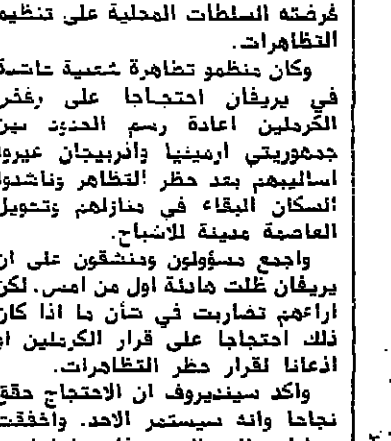 فرضته السلطات المحلية على تنظيم
التظاهرات.
وكان منظمو تظاهرة شعبية حاشدة
في يريفان احتجاجا على رفض
الكرملين اعادة رسم الحدود بين
جمهوريتي ارمينيا وأذربيجان غيروا
اساليبهم بعد حظر التظاهر وناشدوا
السكان البقاء في منازلهم وتحويل
العاصمة مدينة للاشباح.
واجمع مسؤولون ومنشقون على ان
يريفان ظلت هادئة اول من امس. لكن
اراءهم تضاربت في شأن ما اذا كان
ذلك احتجاجا على قرار الكرملين او
اذعانا لقرار حظر التظاهرات.
واكد سينديروف ان الاحتجاج حقق
نجاحا وانه سيستمر الاحد. واخفقت